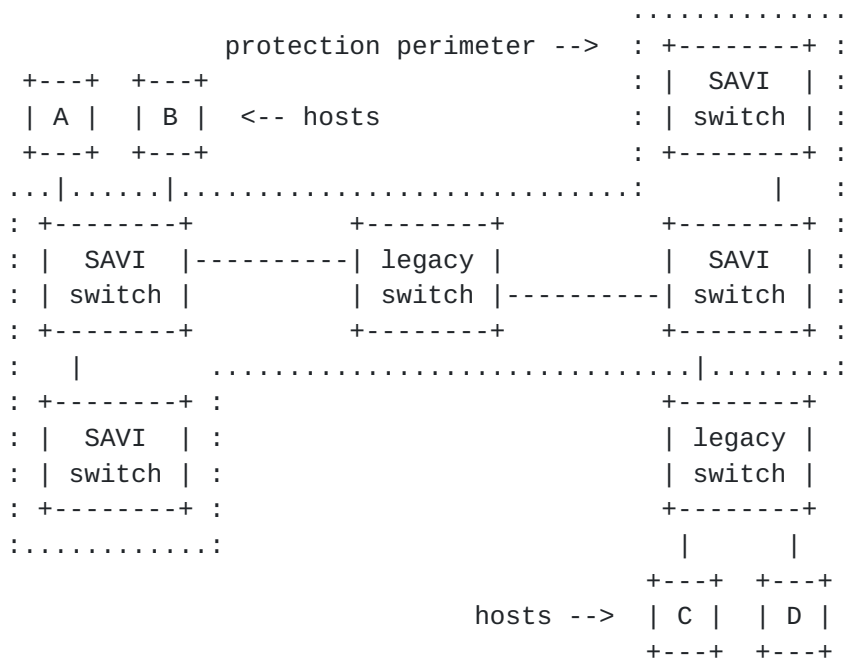 ..............
              protection perimeter -->  : +--------+ :
 +---+  +---+                           : |  SAVI  | :
 | A |  | B |  <-- hosts                : | switch | :
 +---+  +---+                           : +--------+ :
...|......|.............................:        |   :
: +--------+          +--------+          +--------+ :
: |  SAVI  |----------| legacy |          |  SAVI  | :
: | switch |          | switch |----------| switch | :
: +--------+          +--------+          +--------+ :
:   |        ...............................|........:
: +--------+ :                            +--------+
: |  SAVI  | :                            | legacy |
: | switch | :                            | switch |
: +--------+ :                            +--------+
:............:                             |      |
                                         +---+  +---+
                              hosts -->  | C |  | D |
                                         +---+  +---+